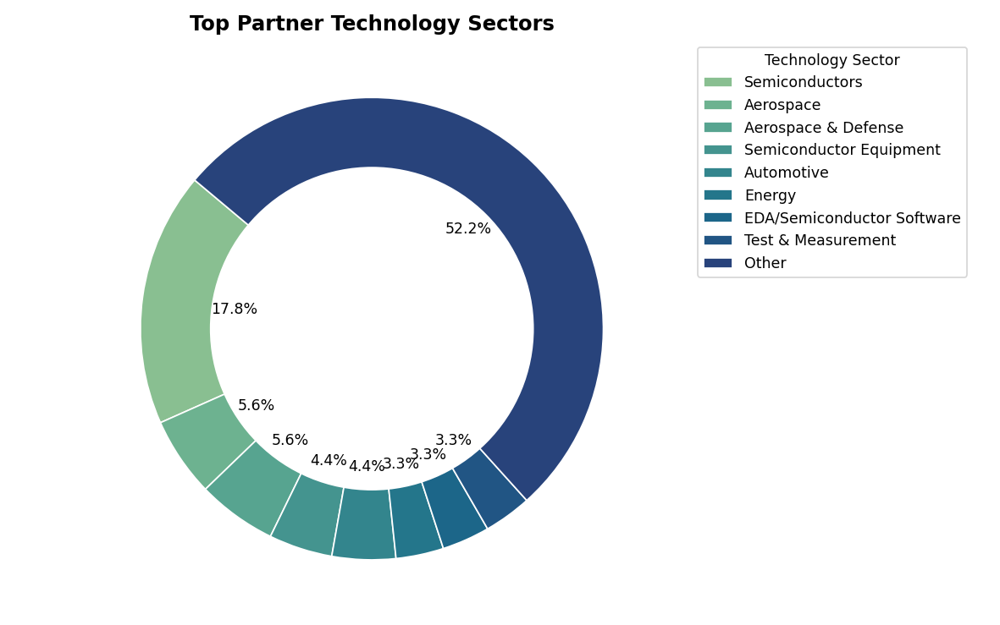 Top Partner Technology Sectors
Technology Sector
Semiconductors
Aerospace
Aerospace & Defense
Semiconductor Equipment
Automotive
Energy
EDA/Semiconductor Software
Test & Measurement
Other
52.2%
17.8%
5.6%
5.6%
4.4%
4.4%
3.3%
3.3%
3.3%